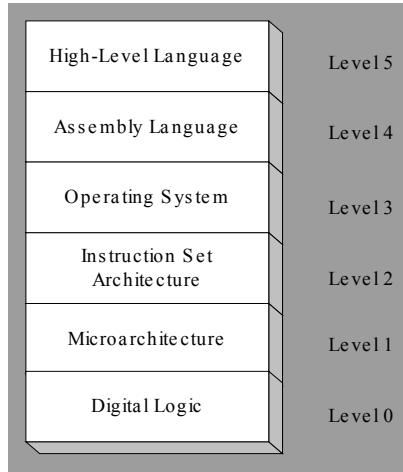 High-Level Language
Level 5
Assembly Language
Level 4
Operating System
Level 3
Instruction Set
Architecture
Level 2
Microarchitecture
Level 1
Digital Logic
Level 0